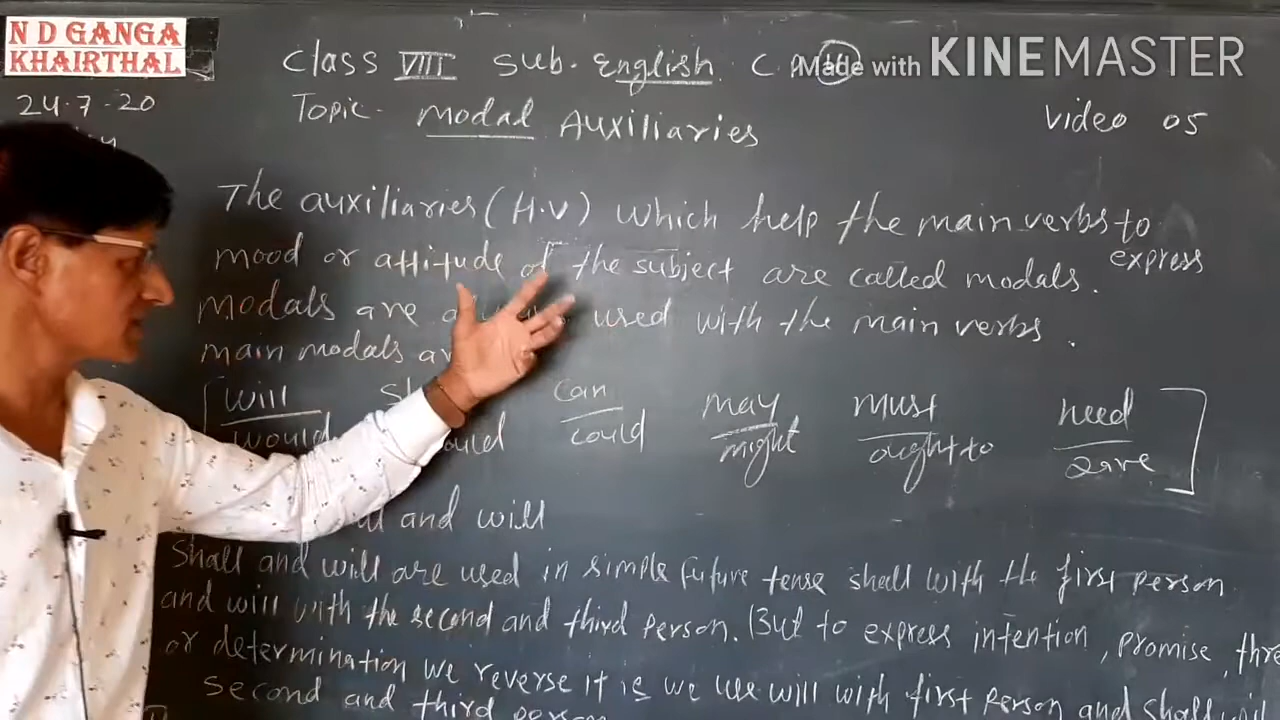 N D GANGA
KHAIRTHAL
Made with KINEMASTER
24.7.20
Class VIII Sub. English C.
Topic- Modal Auxiliaries
Video 05
The auxiliaries (H.V) which help the main verbs to
express
mood or attitude of the subject are called modals.
modals are used with the main verbs.
main modals
will can may must need
would could might ought to dare
and will
Shall and will are used in simple future tense shall with the first person
and will with the second and third person. But to express intention, promise,
or determination we reverse it is we use will with first person and shall
second and third person